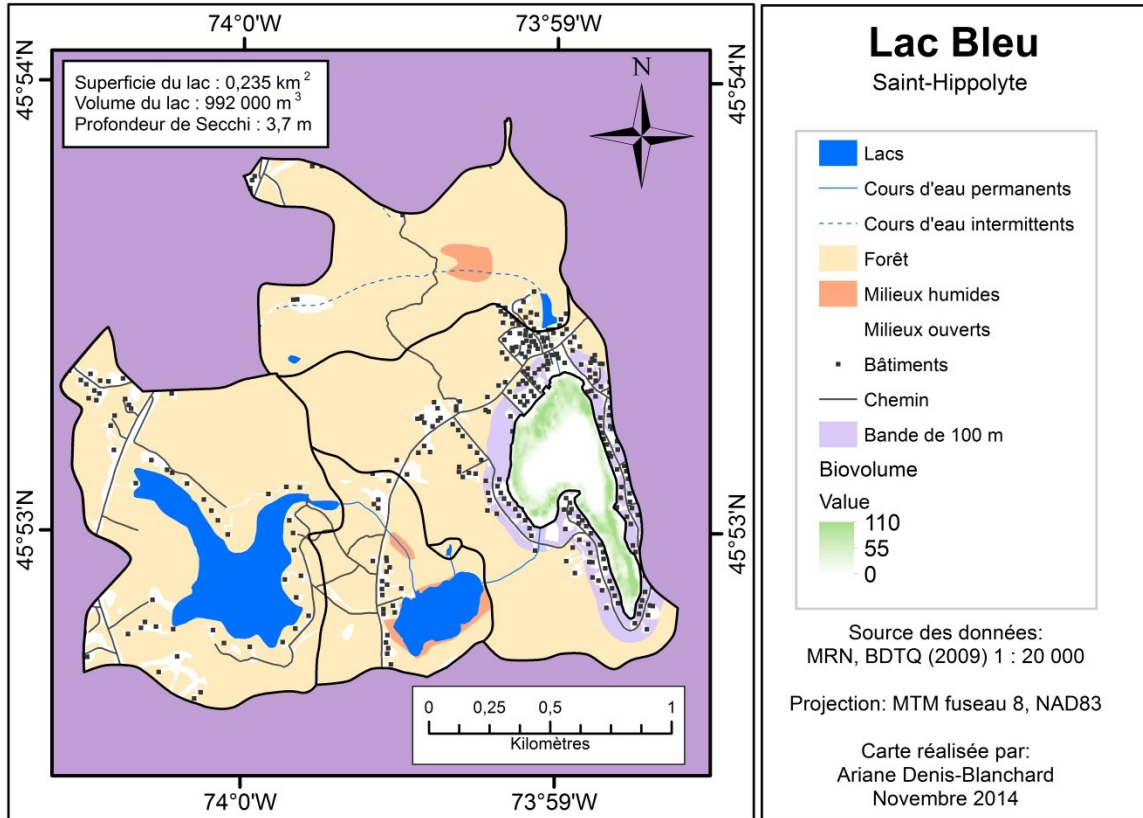 74°0'W
73°59'W
45°54'N
45°54'N
Superficie du lac : 0,235 km²
Volume du lac : 992 000 m³
Profondeur de Secchi : 3,7 m
N
45°53'N
45°53'N
0 0,25 0,5 1
Kilomètres
74°0'W
73°59'W
Lac Bleu
Saint-Hippolyte
Lacs
Cours d'eau permanents
Cours d'eau intermittents
Forêt
Milieux humides
Milieux ouverts
Bâtiments
Chemin
Bande de 100 m
Biovolume
Value
110
55
0
Source des données:
MRN, BDTQ (2009) 1 : 20 000
Projection: MTM fuseau 8, NAD83
Carte réalisée par:
Ariane Denis-Blanchard
Novembre 2014